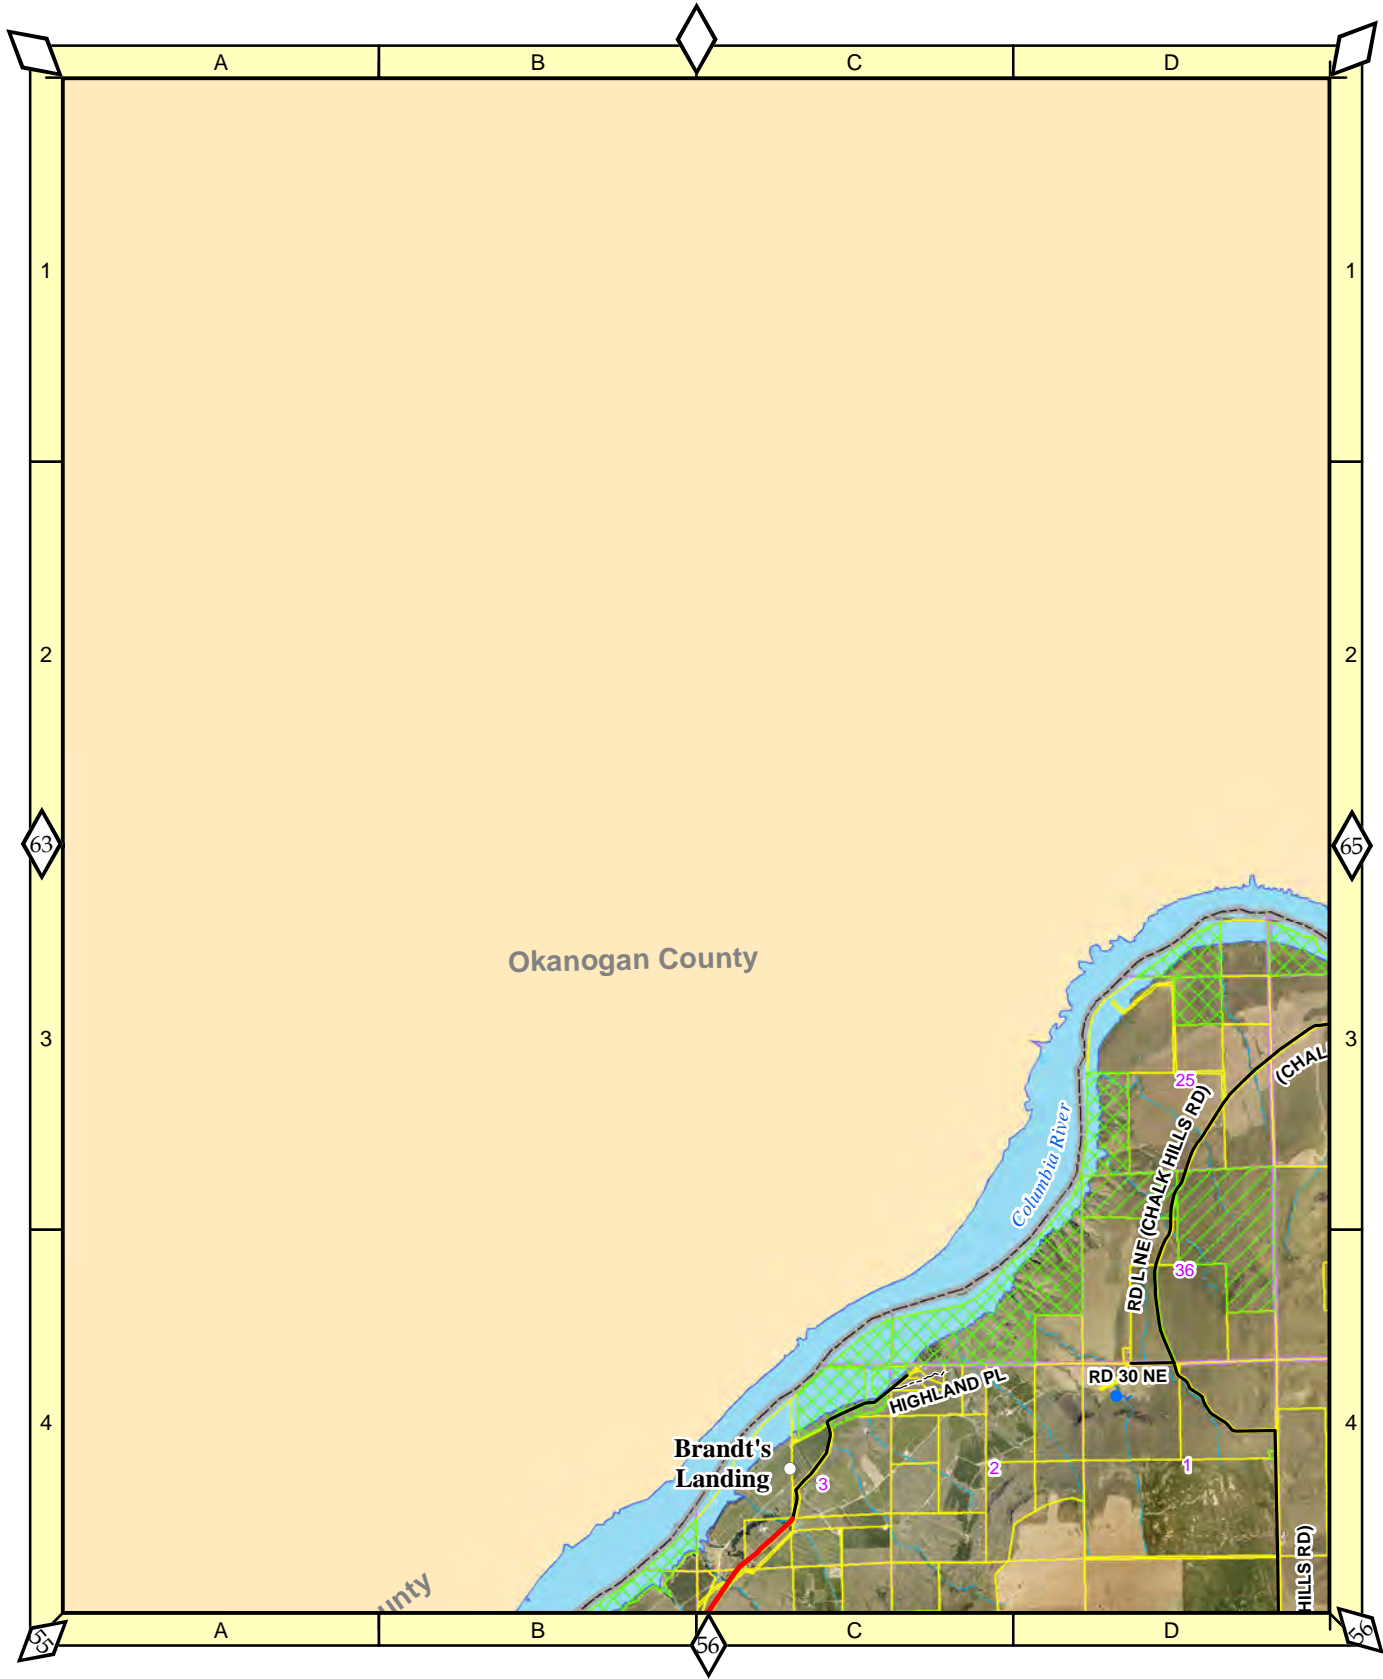 A
B
C
D
1
1
2
2
63
65
Okanogan County
3
3
(CHAL
25
Columbia River
RD L NE (CHALK HILLS RD)
36
RD 30 NE
HIGHLAND PL
4
4
Brandt's
Landing
3
2
1
HILLS RD)
unty
55
A
B
56
C
D
56